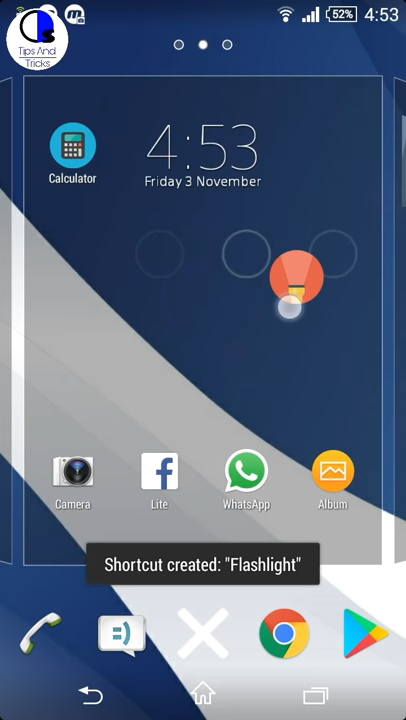 52%
4:53
Tips And
Tricks
4:53
Friday 3 November
Calculator
Camera
Lite
WhatsApp
Album
Shortcut created: "Flashlight"